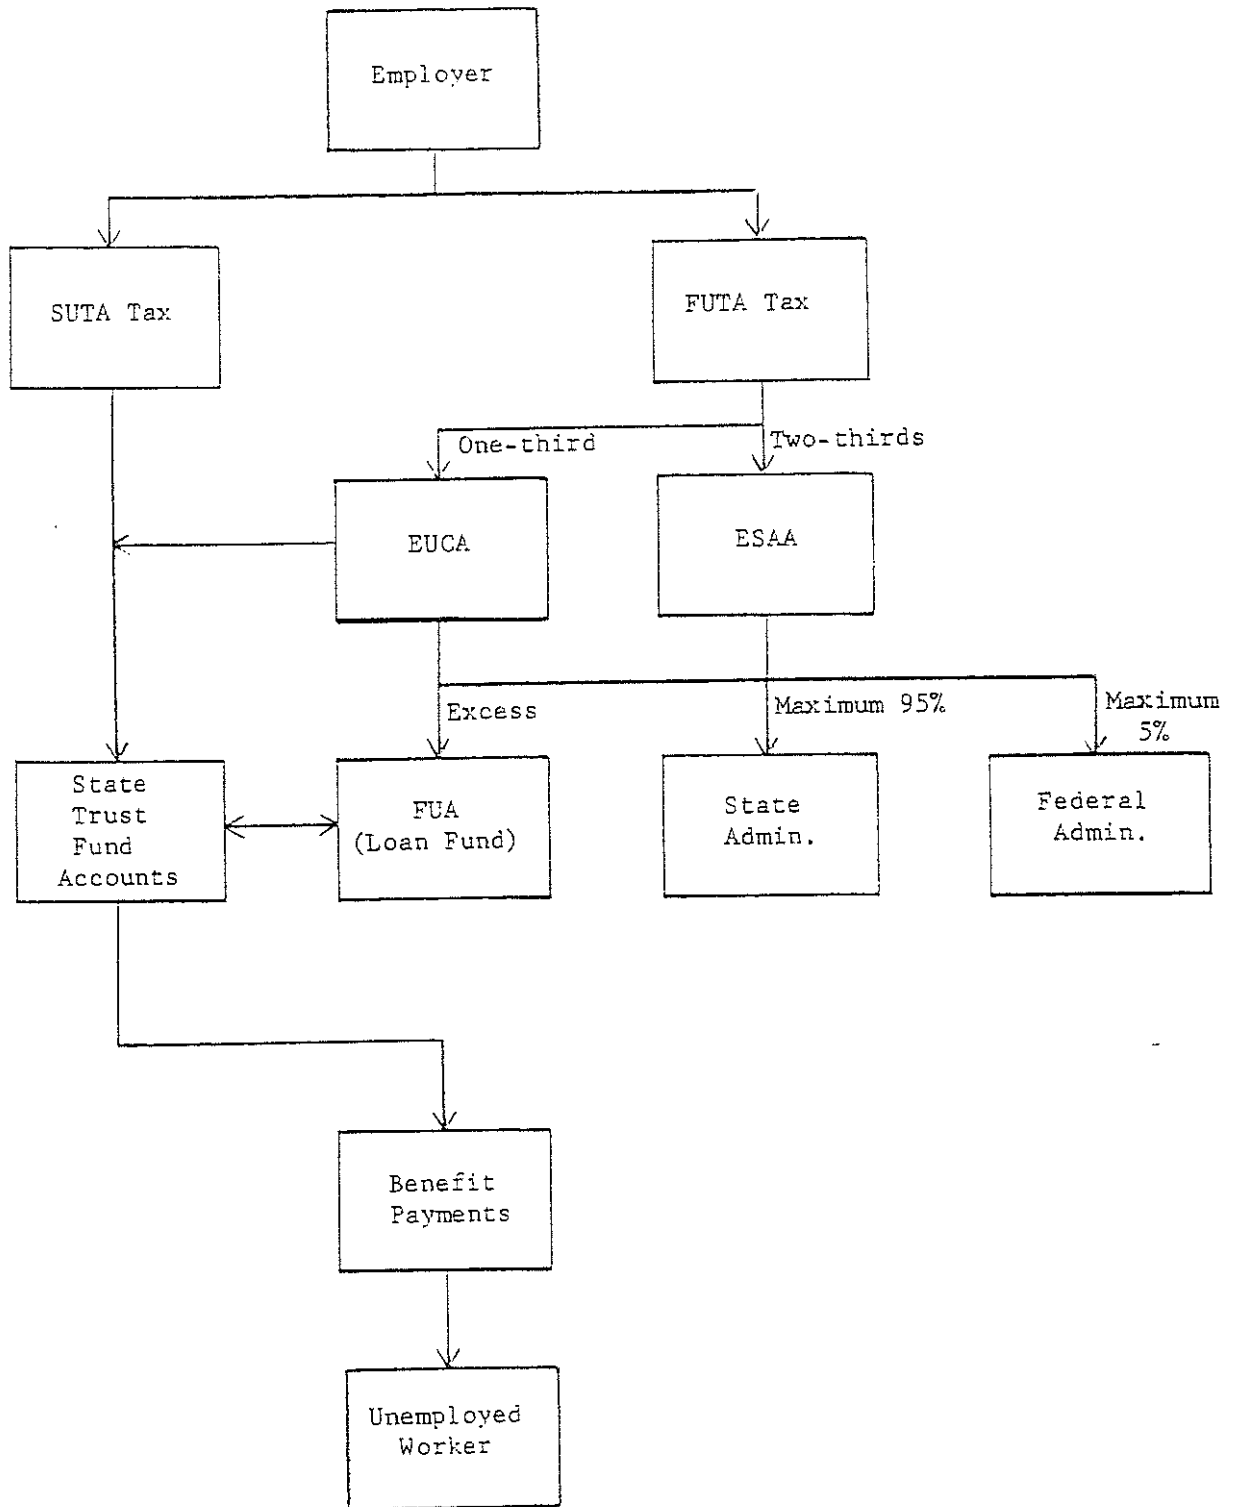 Employer
SUTA Tax
FUTA Tax
One-third
Two-thirds
EUCA
ESAA
Excess
Maximum 95%
Maximum
5%
State
Trust
Fund
Accounts
FUA
(Loan Fund)
State
Admin.
Federal
Admin.
Benefit
Payments
Unemployed
Worker